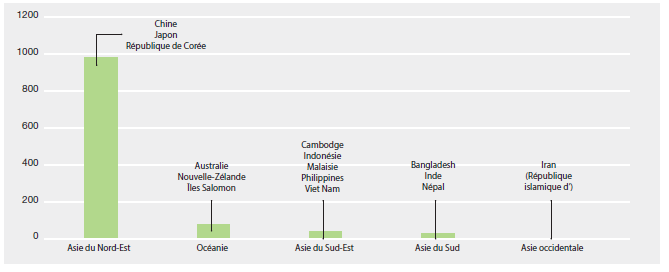 1200
1000
800
600
400
200
0
Chine
Japon
République de Corée
Australie
Nouvelle-Zélande
Îles Salomon
Cambodge
Indonésie
Malaisie
Philippines
Viet Nam
Bangladesh
Inde
Népal
Iran
(République
islamique d')
Asie du Nord-Est
Océanie
Asie du Sud-Est
Asie du Sud
Asie occidentale